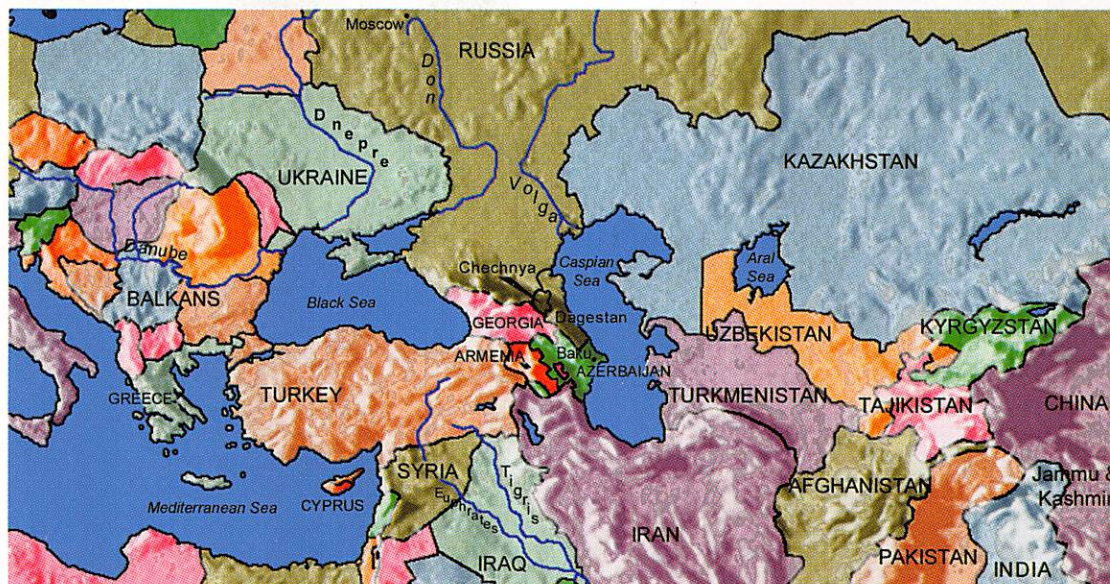 Moscow
RUSSIA
Don
Dnepre
KAZAKHSTAN
UKRAINE
Volga
Danube
Chechnya
Caspian
Sea
Aral
Sea
BALKANS
Black Sea
Dagestan
GEORGIA
UZBEKISTAN
KYRGYZSTAN
ARMENIA
Baku
AZERBAIJAN
GREECE
TURKEY
TURKMENISTAN
TAJIKISTAN
CHINA
SYRIA
Tigris
Euphrates
AFGHANISTAN
Jammu
Kashmir
Mediterranean Sea
CYPRUS
IRAN
IRAQ
PAKISTAN
INDIA